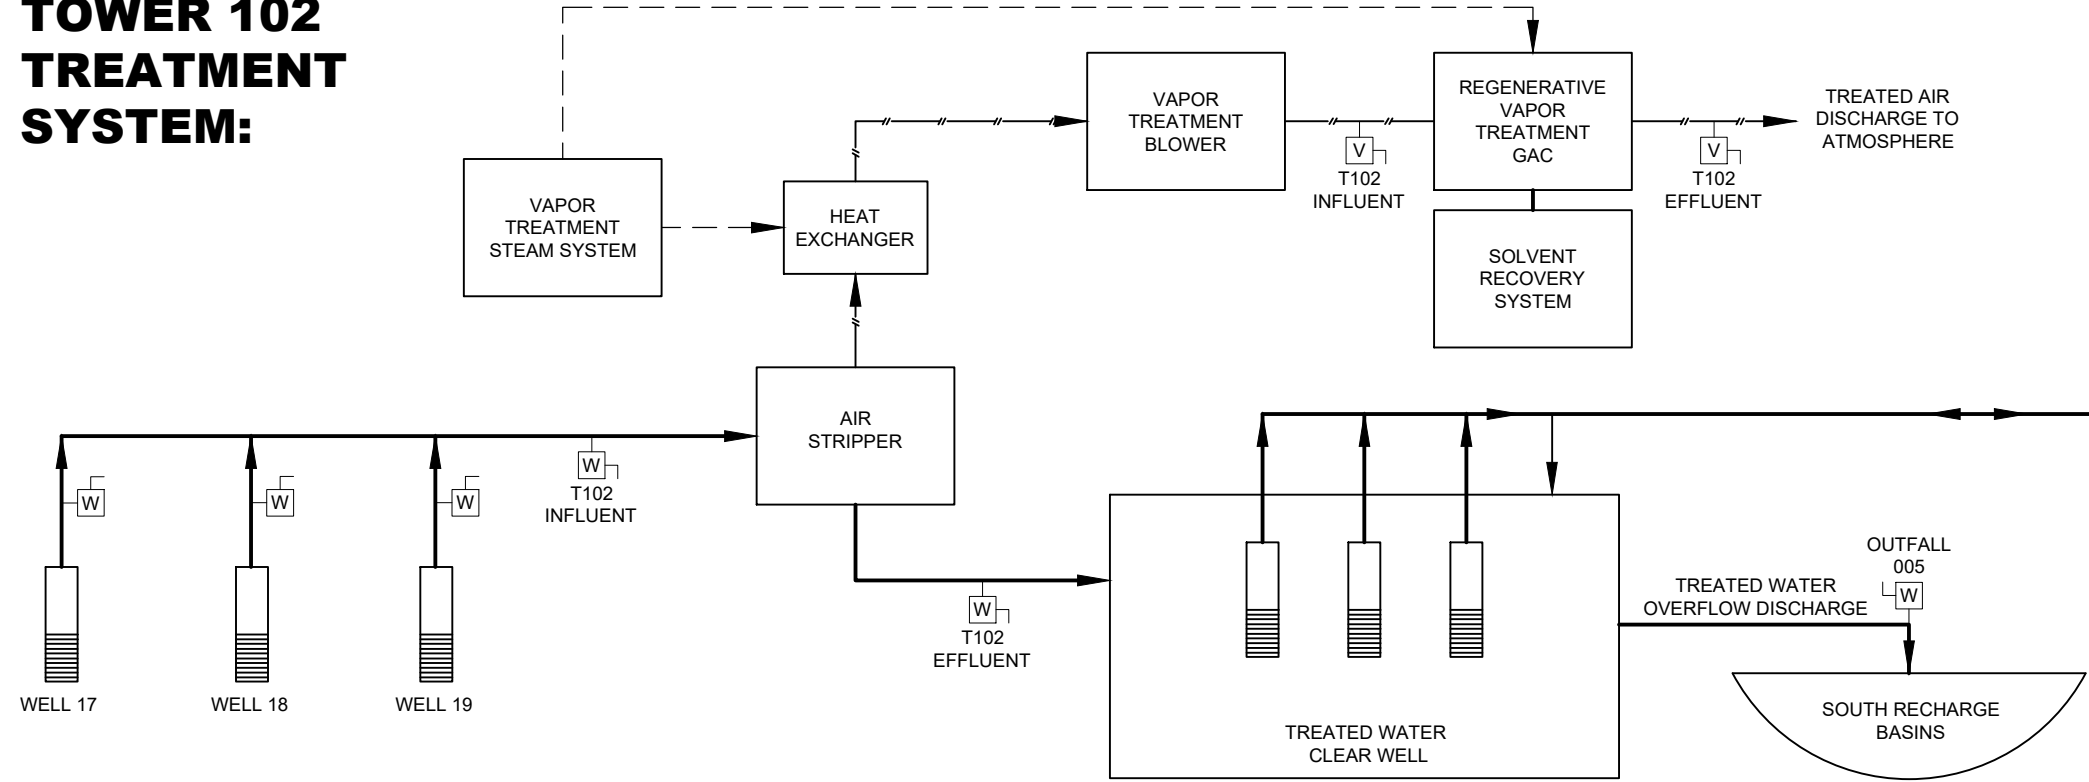 TOWER 102
TREATMENT
SYSTEM:
VAPOR
TREATMENT
STEAM SYSTEM
HEAT
EXCHANGER
VAPOR
TREATMENT
BLOWER
V
T102
INFLUENT
REGENERATIVE
VAPOR
TREATMENT
GAC
V
T102
EFFLUENT
TREATED AIR
DISCHARGE TO
ATMOSPHERE
SOLVENT
RECOVERY
SYSTEM
AIR
STRIPPER
W
W
W
W
T102
INFLUENT
WELL 17
WELL 18
WELL 19
W
T102
EFFLUENT
TREATED WATER
CLEAR WELL
TREATED WATER
OVERFLOW DISCHARGE
OUTFALL
005
W
SOUTH RECHARGE
BASINS